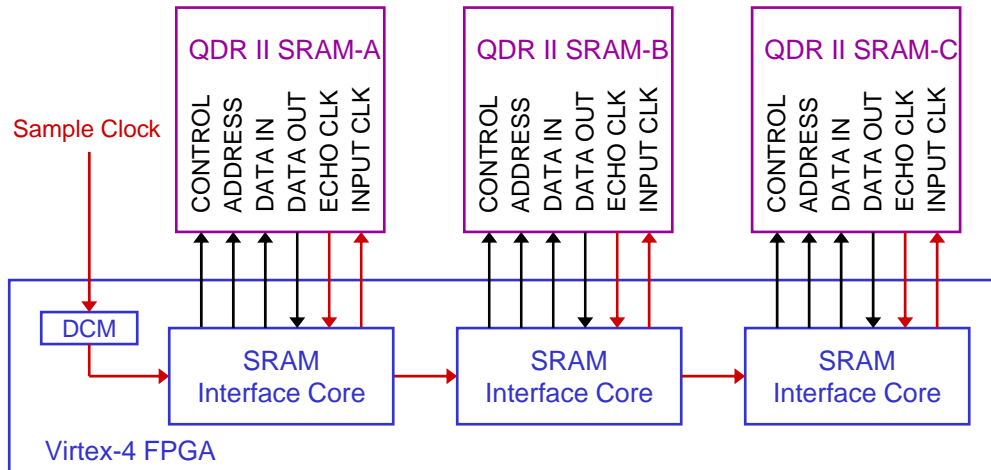 QDR II SRAM-A
QDR II SRAM-B
QDR II SRAM-C
Sample Clock
CONTROL
ADDRESS
DATA IN
DATA OUT
ECHO CLK
INPUT CLK
CONTROL
ADDRESS
DATA IN
DATA OUT
ECHO CLK
INPUT CLK
CONTROL
ADDRESS
DATA IN
DATA OUT
ECHO CLK
INPUT CLK
DCM
SRAM
Interface Core
SRAM
Interface Core
SRAM
Interface Core
Virtex-4 FPGA